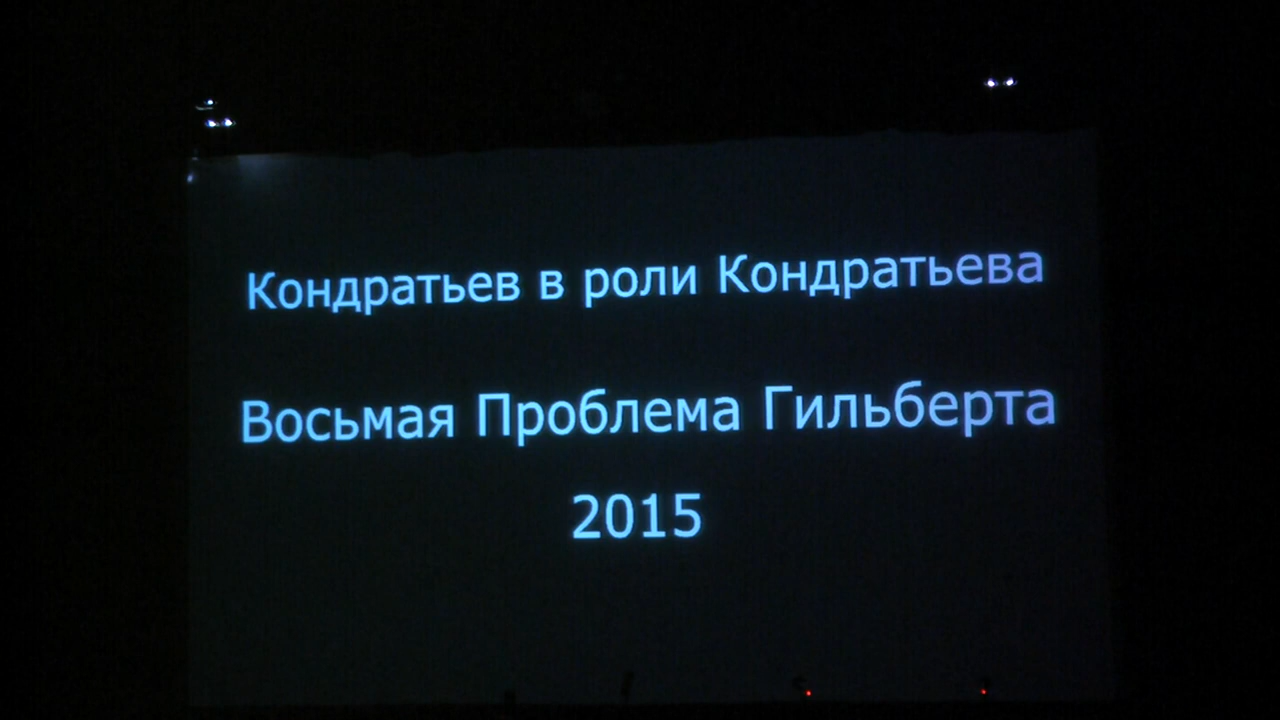 Кондратьев в роли Кондратьева
Восьмая Проблема Гильберта
2015